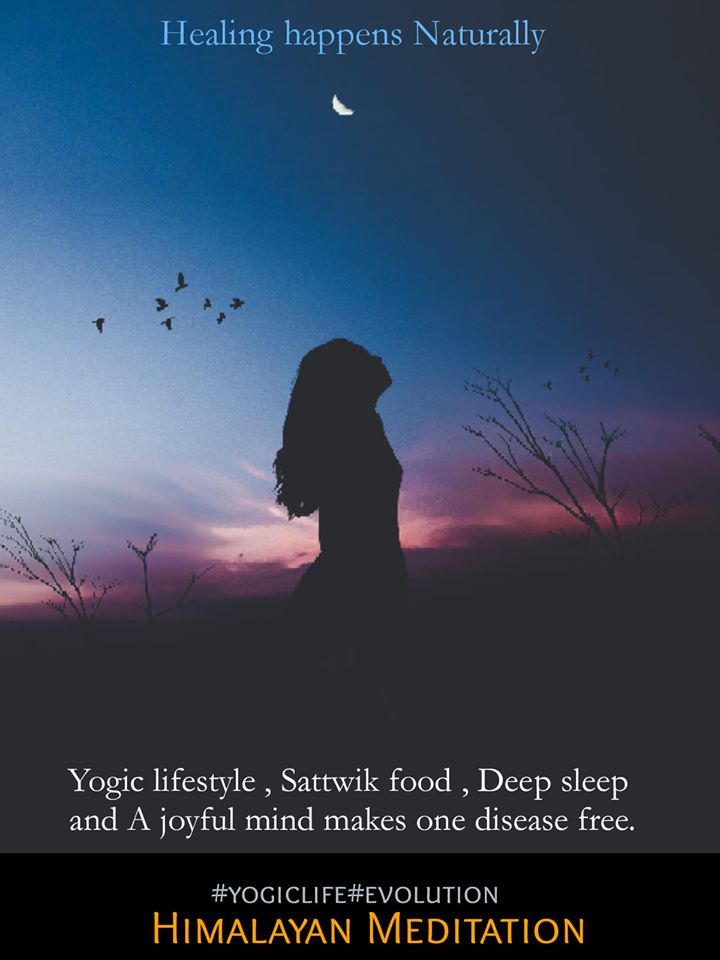 Healing happens Naturally
Yogic lifestyle , Sattwik food , Deep sleep
and A joyful mind makes one disease free.
#YOGICLIFE#EVOLUTION
HIMALAYAN MEDITATION